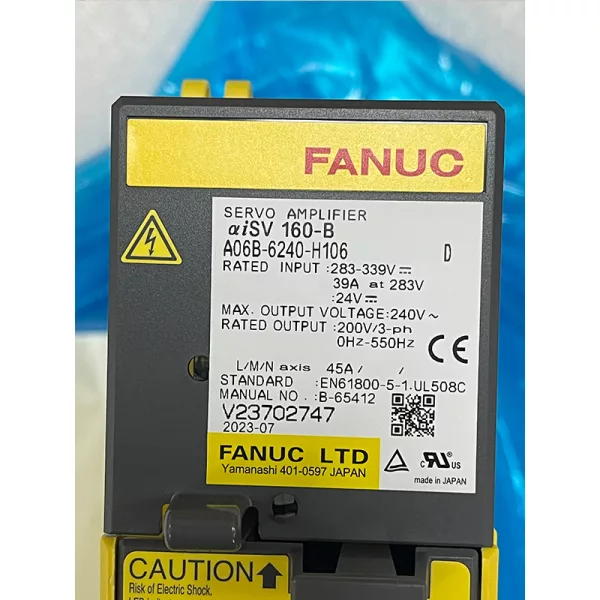 FANUC
SERVO AMPLIFIER
αiSV 160-B
A06B-6240-H106 D
RATED INPUT :283-339V⎓
39A at 283V
:24V⎓
MAX. OUTPUT VOLTAGE:240V~
RATED OUTPUT :200V/3-ph
0Hz-550Hz
CE
L/M/N axis 45A/ /
STANDARD :EN61800-5-1.UL508C
MANUAL NO. :B-65412
V23702747
2023-07
FANUC LTD
Yamanashi 401-0597 JAPAN
c UR us
made in JAPAN
CAUTION
Risk of Electric Shock.